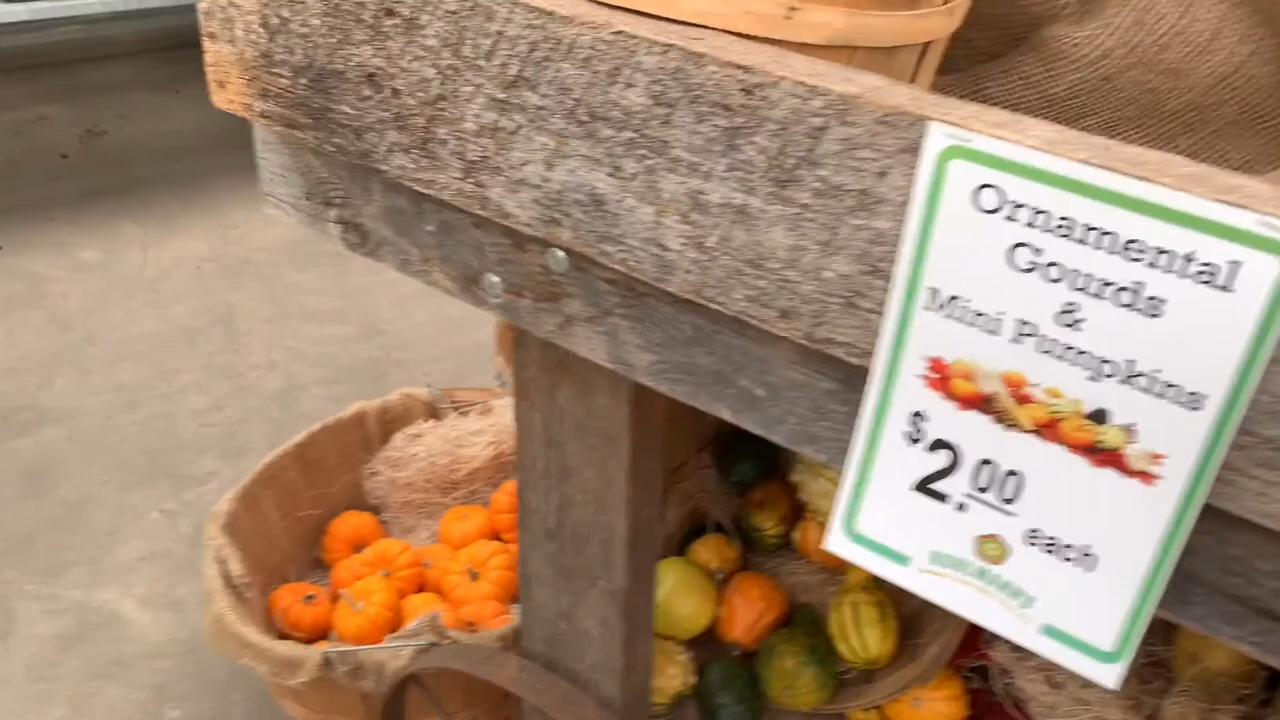 Ornamental
Gourds
&
Mini Pumpkins
$2.00 each